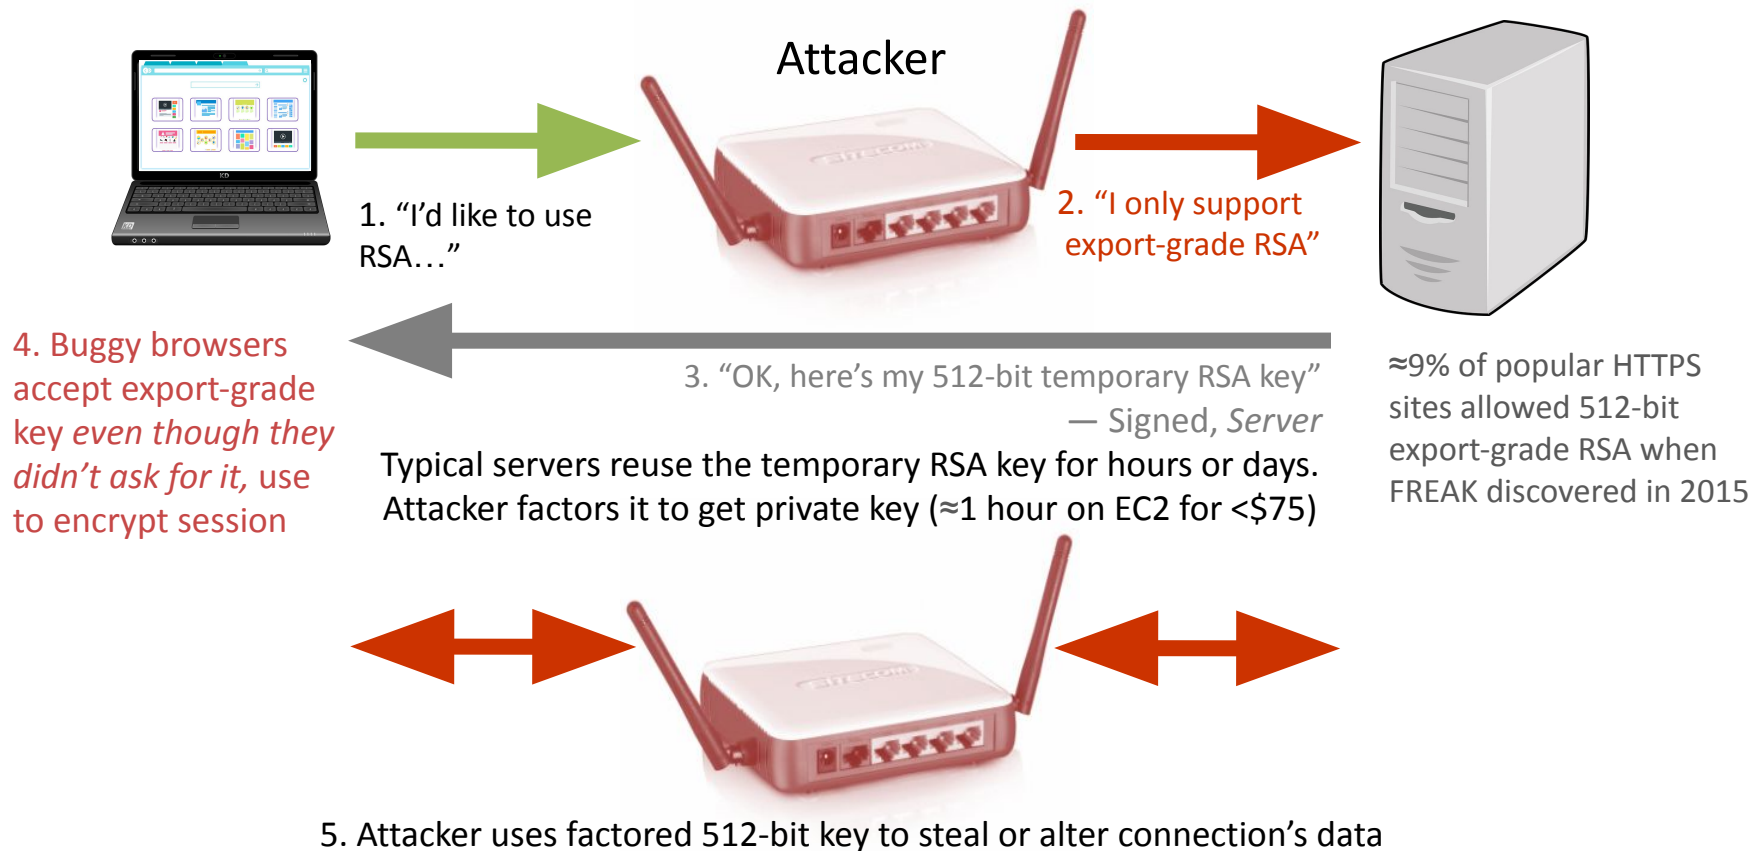 Attacker
SITECOM
1. “I’d like to use
RSA…”
2. “I only support
export-grade RSA”
3. “OK, here’s my 512-bit temporary RSA key”
— Signed, Server
4. Buggy browsers
accept export-grade
key even though they
didn’t ask for it, use
to encrypt session
≈9% of popular HTTPS
sites allowed 512-bit
export-grade RSA when
FREAK discovered in 2015
Typical servers reuse the temporary RSA key for hours or days.
Attacker factors it to get private key (≈1 hour on EC2 for <$75)
SITECOM
5. Attacker uses factored 512-bit key to steal or alter connection’s data